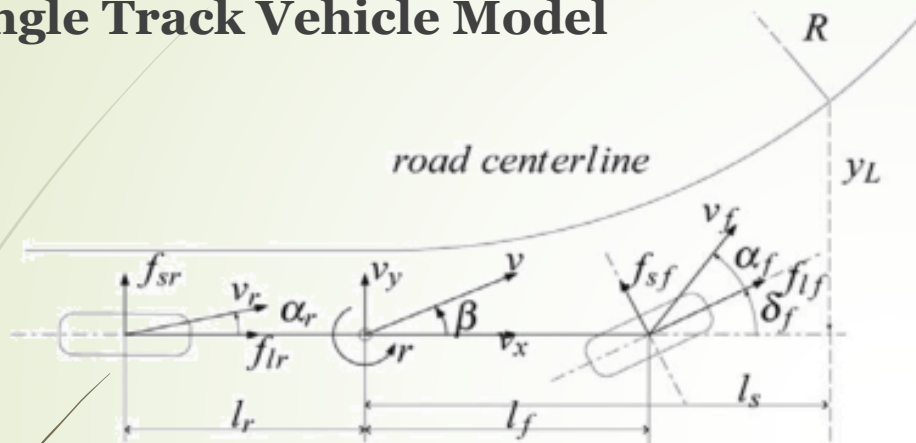 ngle Track Vehicle Model
R
road centerline
y_L
v_f
f_sr
v_y
v
f_sf
α_f
f_lf
v_r
α_r
β
δ_f
f_lr
r
v_x
l_s
l_r
l_f